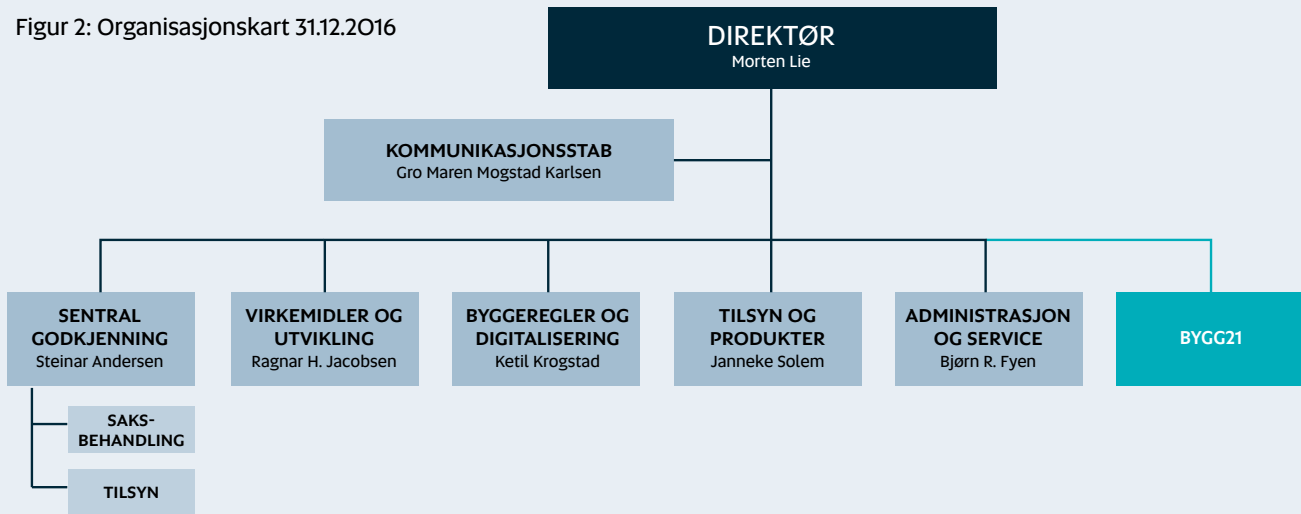 Figur 2: Organisasjonskart 31.12.2016
DIREKTØR
Morten Lie
KOMMUNIKASJONSSTAB
Gro Maren Mogstad Karlsen
SENTRAL
GODKJENNING
Steinar Andersen
VIRKEMIDLER OG
UTVIKLING
Ragnar H. Jacobsen
BYGGEREGLER OG
DIGITALISERING
Ketil Krogstad
TILSYN OG
PRODUKTER
Janneke Solem
ADMINISTRASJON
OG SERVICE
Bjørn R. Fyen
BYGG21
SAKS-
BEHANDLING
TILSYN